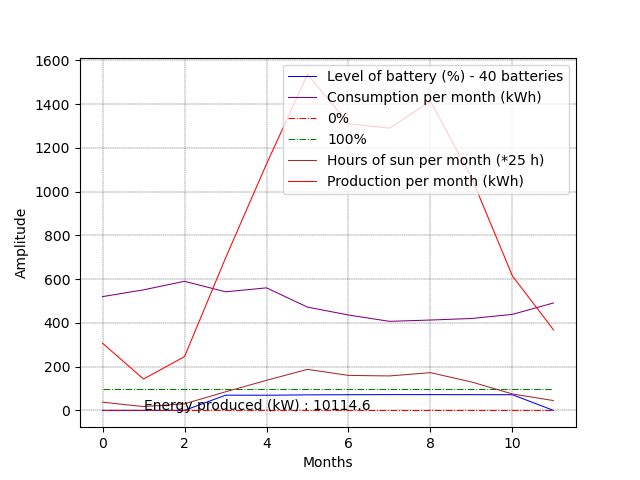 1600
1400
1200
1000
800
600
400
200
0
Amplitude
Level of battery (%) - 40 batteries
Consumption per month (kWh)
0%
100%
Hours of sun per month (*25 h)
Production per month (kWh)
Energy produced (kW) : 10114.6
0 2 4 6 8 10
Months